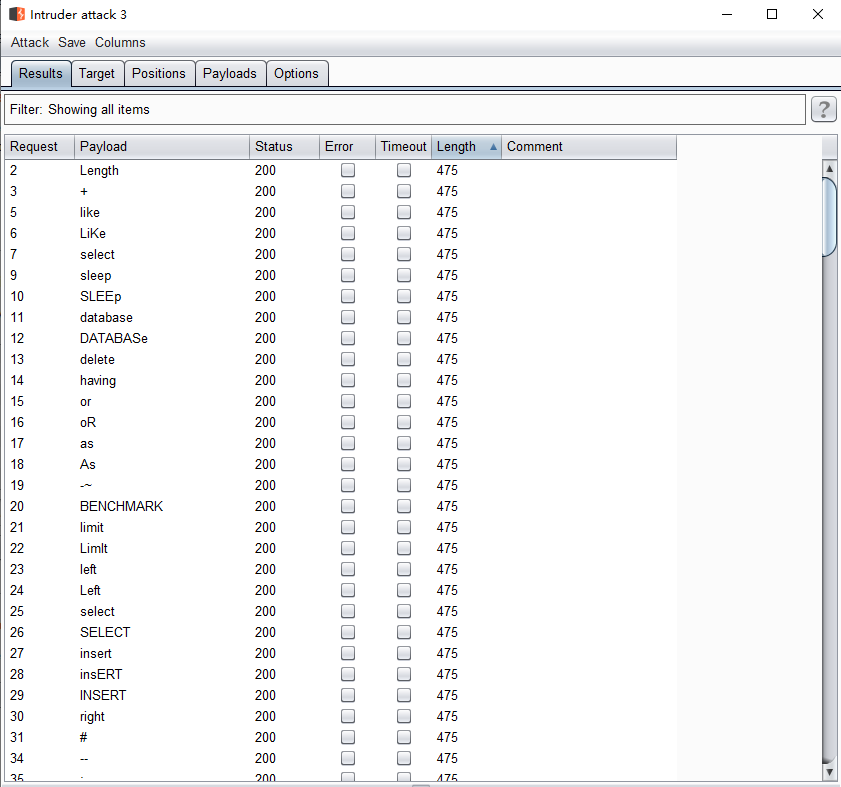 Intruder attack 3
Attack Save Columns
Results Target Positions Payloads Options
Filter: Showing all items ?
Request Payload Status Error Timeout Length Comment
2 Length 200 475
3 + 200 475
5 like 200 475
6 LiKe 200 475
7 select 200 475
9 sleep 200 475
10 SLEEp 200 475
11 database 200 475
12 DATABASe 200 475
13 delete 200 475
14 having 200 475
15 or 200 475
16 oR 200 475
17 as 200 475
18 As 200 475
19 -~ 200 475
20 BENCHMARK 200 475
21 limit 200 475
22 LimIt 200 475
23 left 200 475
24 Left 200 475
25 select 200 475
26 SELECT 200 475
27 insert 200 475
28 insERT 200 475
29 INSERT 200 475
30 right 200 475
31 # 200 475
34 -- 200 475
35 200 475